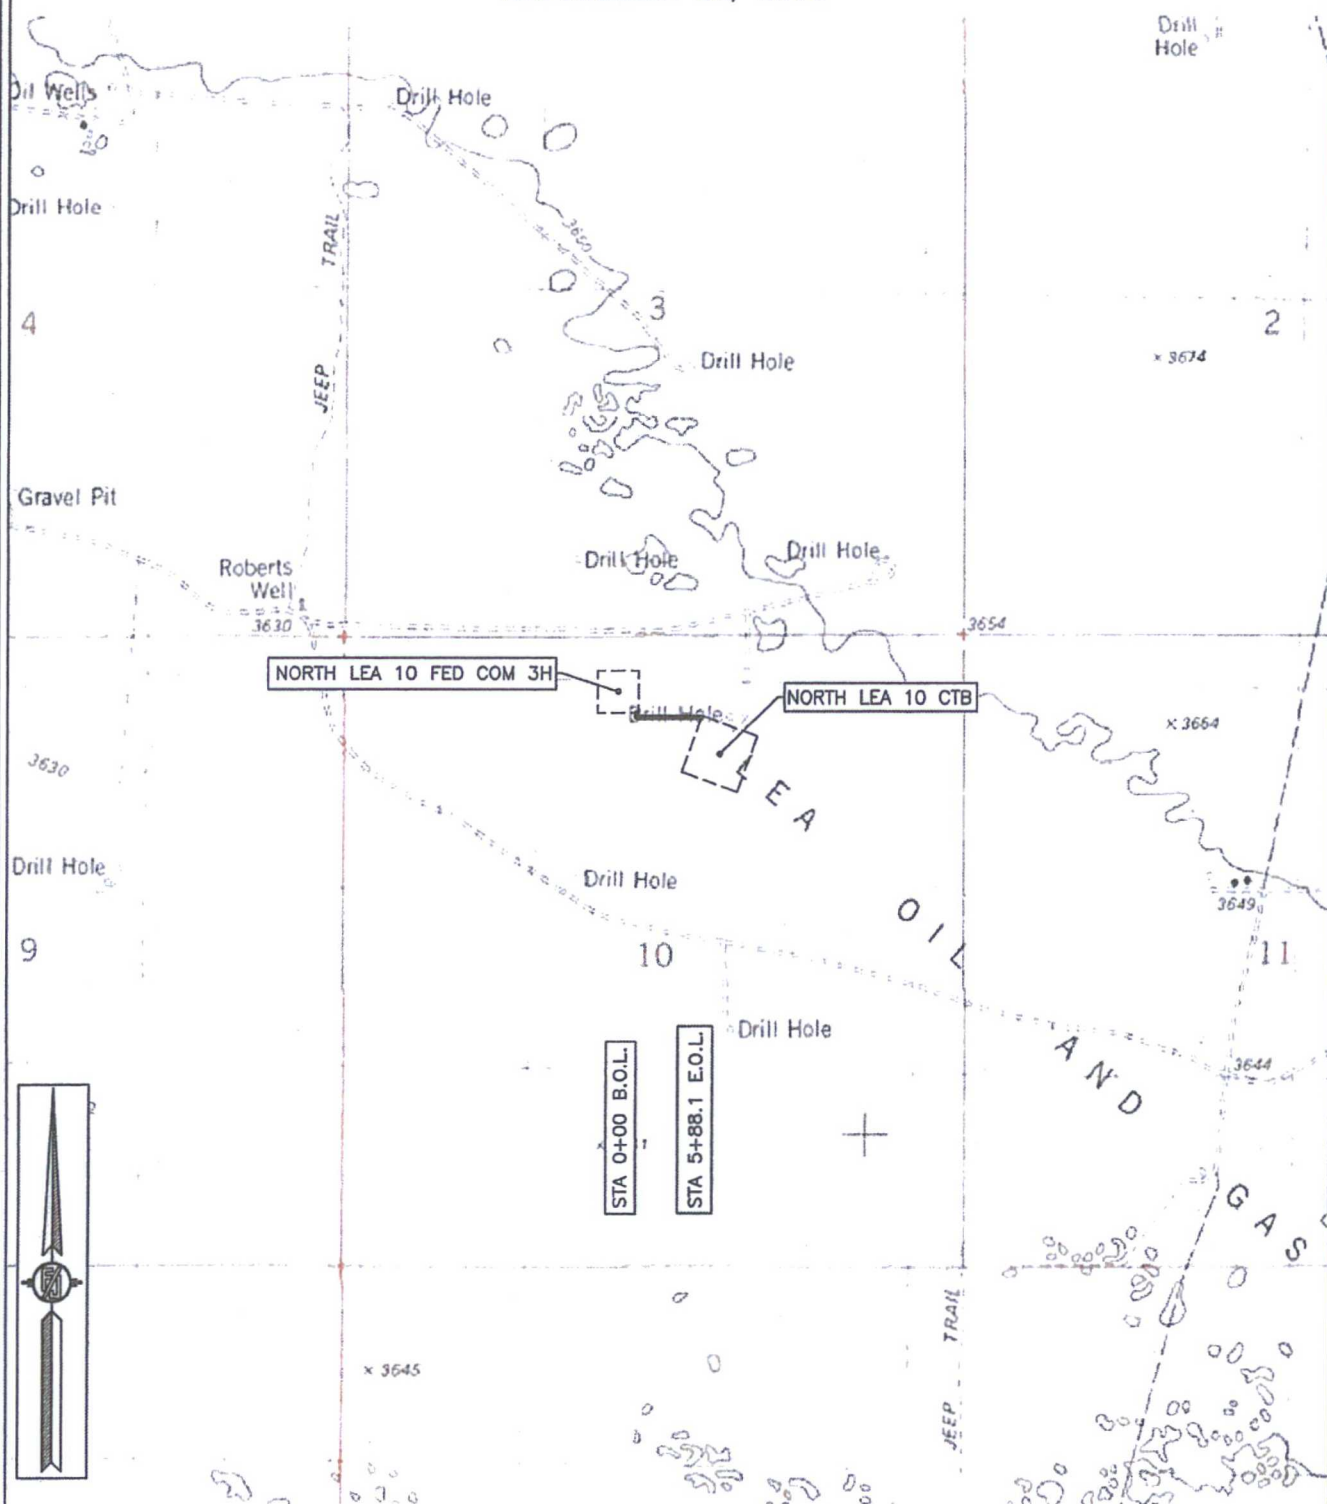 Drill
Hole
Oil Wells
Drill Hole
Drill Hole
TRAIL
3650
3
4
2
Drill Hole
× 3674
JEEP
Gravel Pit
Drill Hole
Drill Hole
Roberts
Well
3630
3654
NORTH LEA 10 FED COM 3H
NORTH LEA 10 CTB
Drill Hole
× 3664
3630
LEA
Drill Hole
Drill Hole
3649
OIL
9
10
11
Drill Hole
AND
3644
STA 0+00 B.O.L.
STA 5+88.1 E.O.L.
GAS
TRAIL
× 3645
JEEP